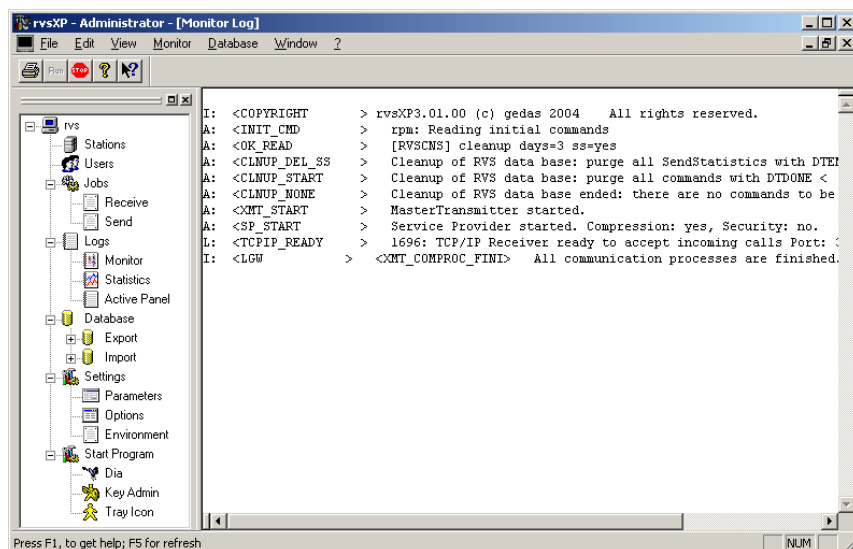 rvsXP - Administrator - [Monitor Log]
File Edit View Monitor Database Window ?
Run STOP ? ?
rvs
Stations
Users
Jobs
Receive
Send
Logs
Monitor
Statistics
Active Panel
Database
Export
Import
Settings
Parameters
Options
Environment
Start Program
Dia
Key Admin
Tray Icon
I: <COPYRIGHT > rvsXP3.01.00 (c) gedas 2004 All rights reserved.
A: <INIT_CMD > rpm: Reading initial commands
A: <OK_READ > [RVSCNS] cleanup days=3 ss=yes
A: <CLNUP_DEL_SS > Cleanup of RVS data base: purge all SendStatistics with DTEN
A: <CLNUP_START > Cleanup of RVS data base: purge all commands with DTDONE <
A: <CLNUP_NONE > Cleanup of RVS data base ended: there are no commands to be
A: <XMT_START > MasterTransmitter started.
A: <SP_START > Service Provider started. Compression: yes, Security: no.
L: <TCPIP_READY > 1696: TCP/IP Receiver ready to accept incoming calls Port:
I: <LGW > <XMT_COMPROC_FINI> All communication processes are finished.
Press F1, to get help; F5 for refresh
NUM